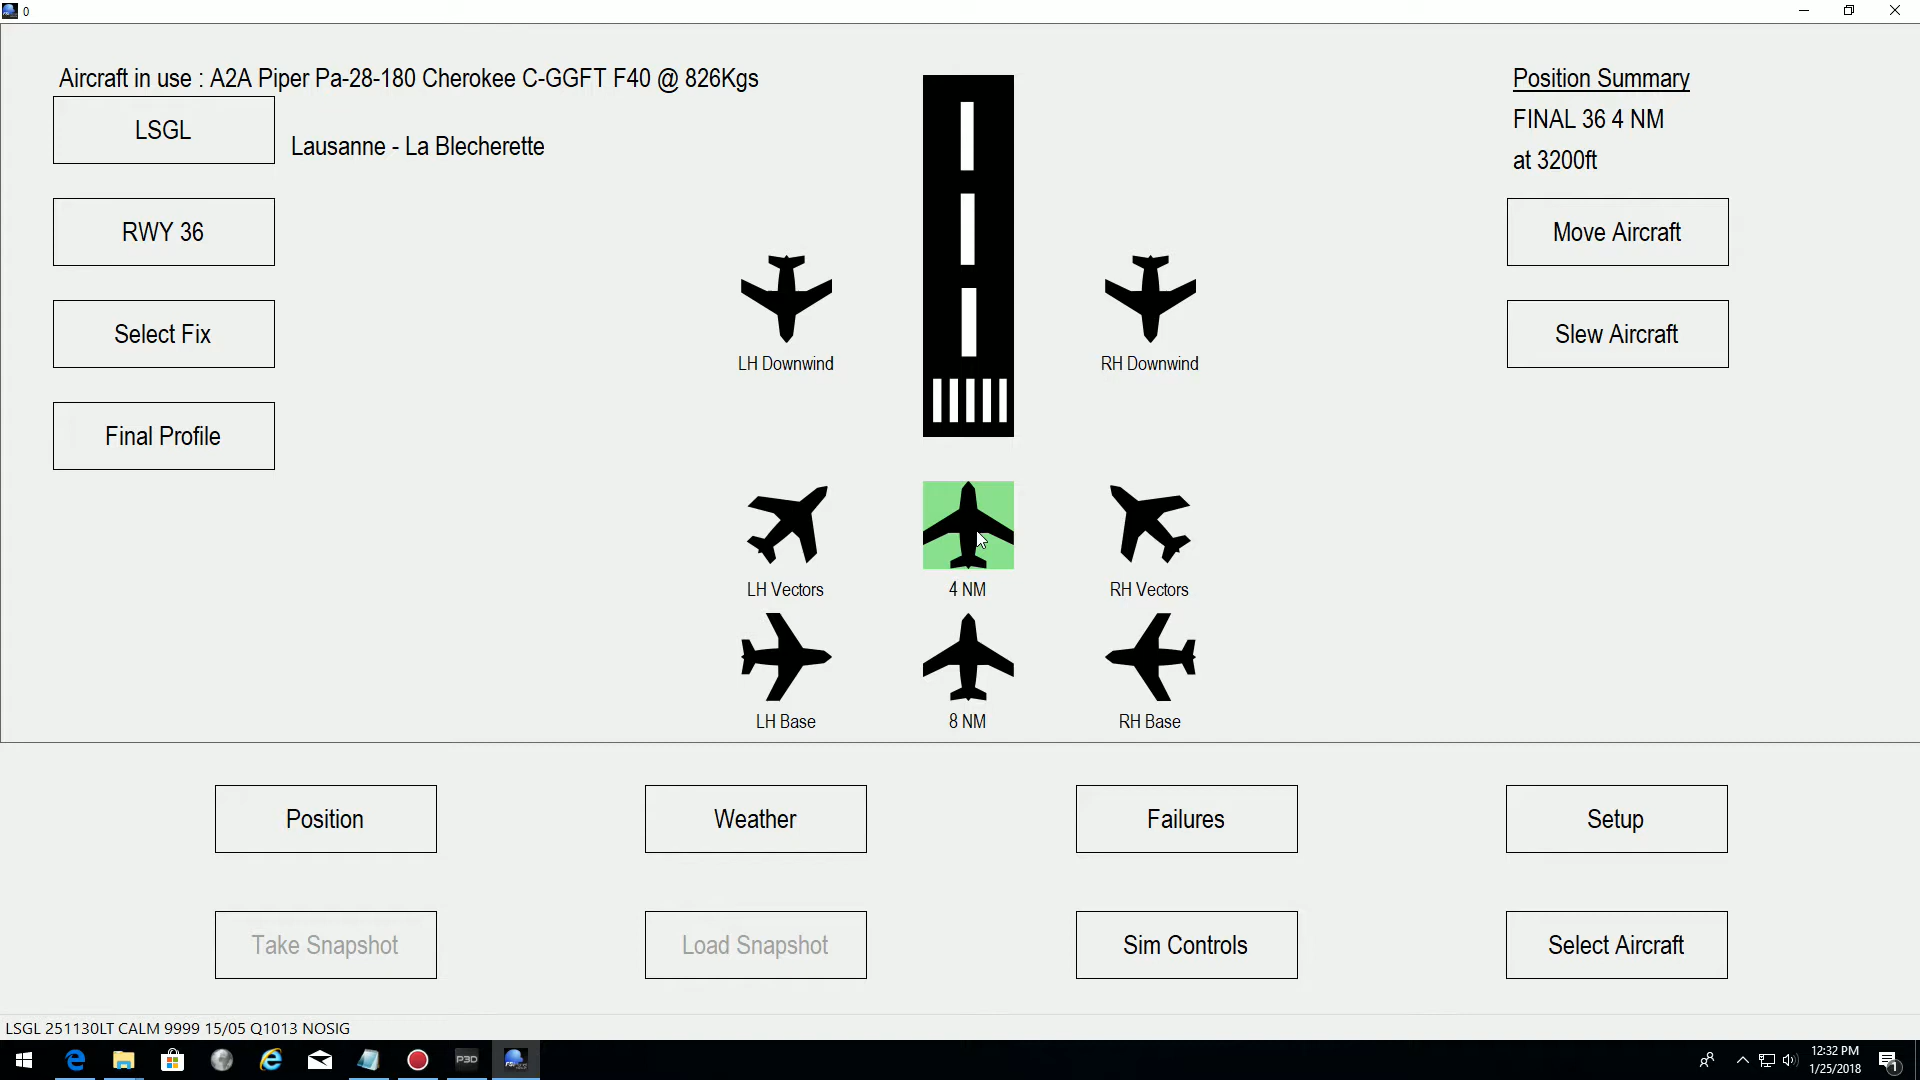 0
Aircraft in use : A2A Piper Pa-28-180 Cherokee C-GGFT F40 @ 826Kgs
LSGL
Lausanne - La Blecherette
RWY 36
Select Fix
Final Profile
LH Downwind
RH Downwind
LH Vectors
4 NM
RH Vectors
LH Base
8 NM
RH Base
Position Summary
FINAL 36 4 NM
at 3200ft
Move Aircraft
Slew Aircraft
Position
Weather
Failures
Setup
Take Snapshot
Load Snapshot
Sim Controls
Select Aircraft
LSGL 251130LT CALM 9999 15/05 Q1013 NOSIG
P3D
12:32 PM
1/25/2018
1